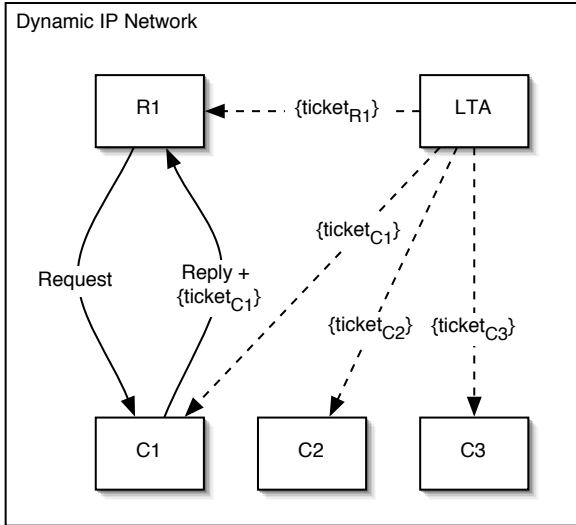 Dynamic IP Network
R1
{ticketR1}
LTA
{ticketC1}
Request
Reply +
{ticketC1}
{ticketC2}
{ticketC3}
C1
C2
C3